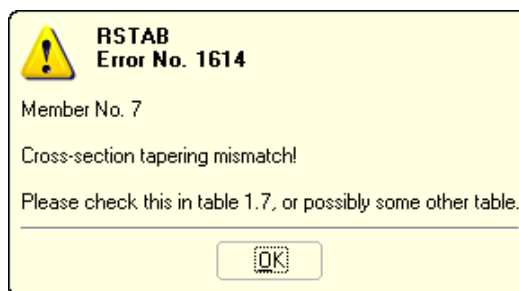 RSTAB
Error No. 1614
Member No. 7
Cross-section tapering mismatch!
Please check this in table 1.7, or possibly some other table.
OK